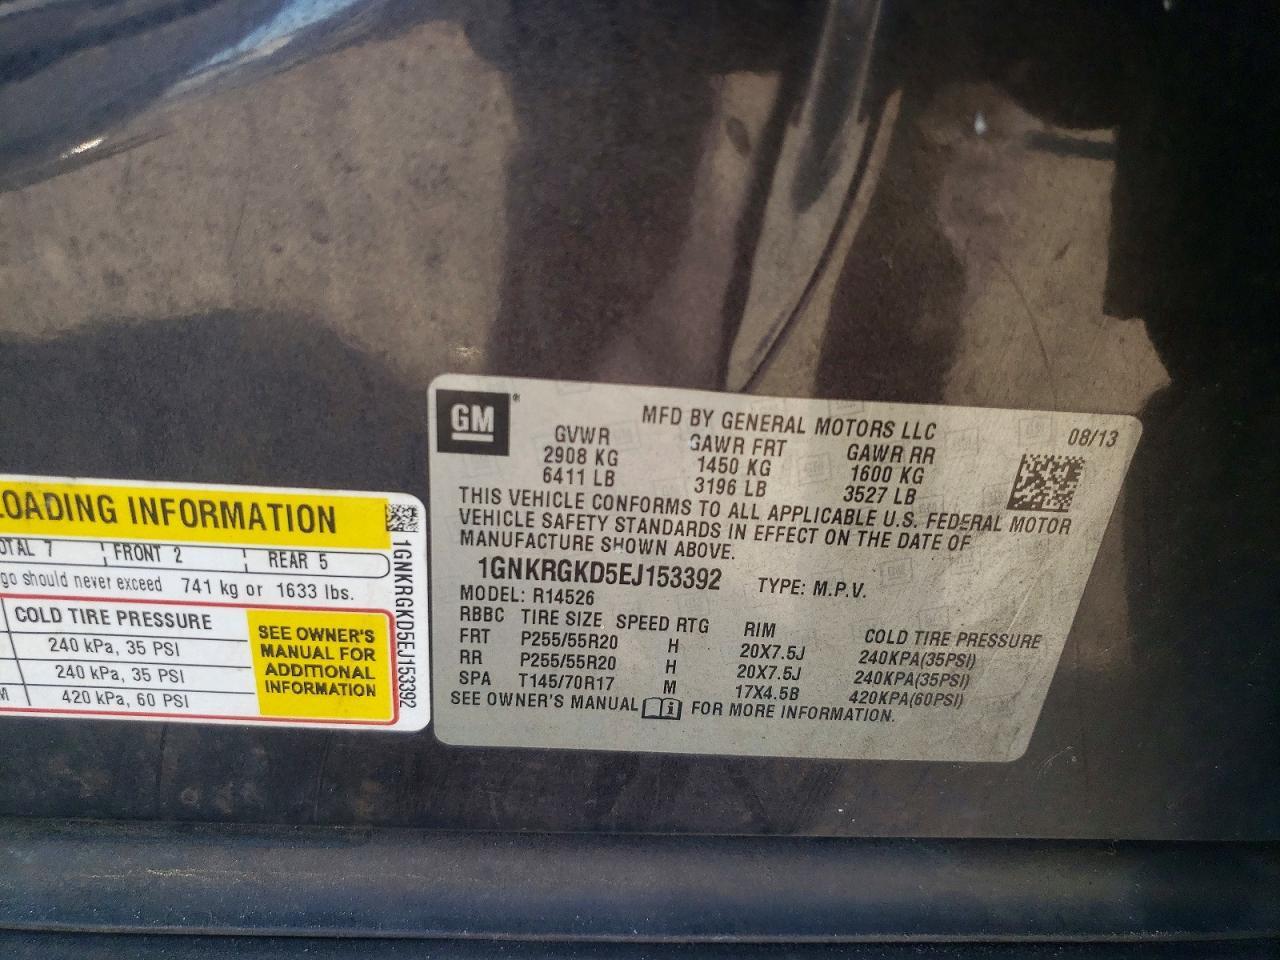 LOADING INFORMATION
TOTAL 7 FRONT 2 REAR 5
go should never exceed 741 kg or 1633 lbs.
COLD TIRE PRESSURE
240 kPa, 35 PSI
240 kPa, 35 PSI
M 420 kPa, 60 PSI
SEE OWNER'S
MANUAL FOR
ADDITIONAL
INFORMATION
1GNKRGKD5EJ153392
GM®
MFD BY GENERAL MOTORS LLC 08/13
GVWR GAWR FRT GAWR RR
2908 KG 1450 KG 1600 KG
6411 LB 3196 LB 3527 LB
THIS VEHICLE CONFORMS TO ALL APPLICABLE U.S. FEDERAL MOTOR
VEHICLE SAFETY STANDARDS IN EFFECT ON THE DATE OF
MANUFACTURE SHOWN ABOVE.
1GNKRGKD5EJ153392 TYPE: M.P.V.
MODEL: R14526
RBBC TIRE SIZE SPEED RTG RIM COLD TIRE PRESSURE
FRT P255/55R20 H 20X7.5J 240KPA(35PSI)
RR P255/55R20 H 20X7.5J 240KPA(35PSI)
SPA T145/70R17 M 17X4.5B 420KPA(60PSI)
SEE OWNER'S MANUAL i FOR MORE INFORMATION.